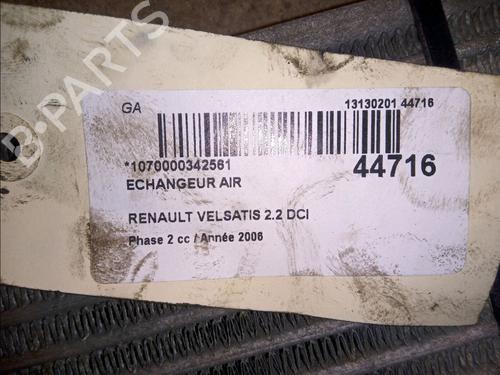 B-PARTS
GA
13130201 44716
*1070000342561
44716
ECHANGEUR AIR
RENAULT VELSATIS 2.2 DCI
Phase 2 cc / Année 2006